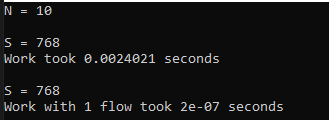 N = 10
S = 768
Work took 0.0024021 seconds
S = 768
Work with 1 flow took 2e-07 seconds